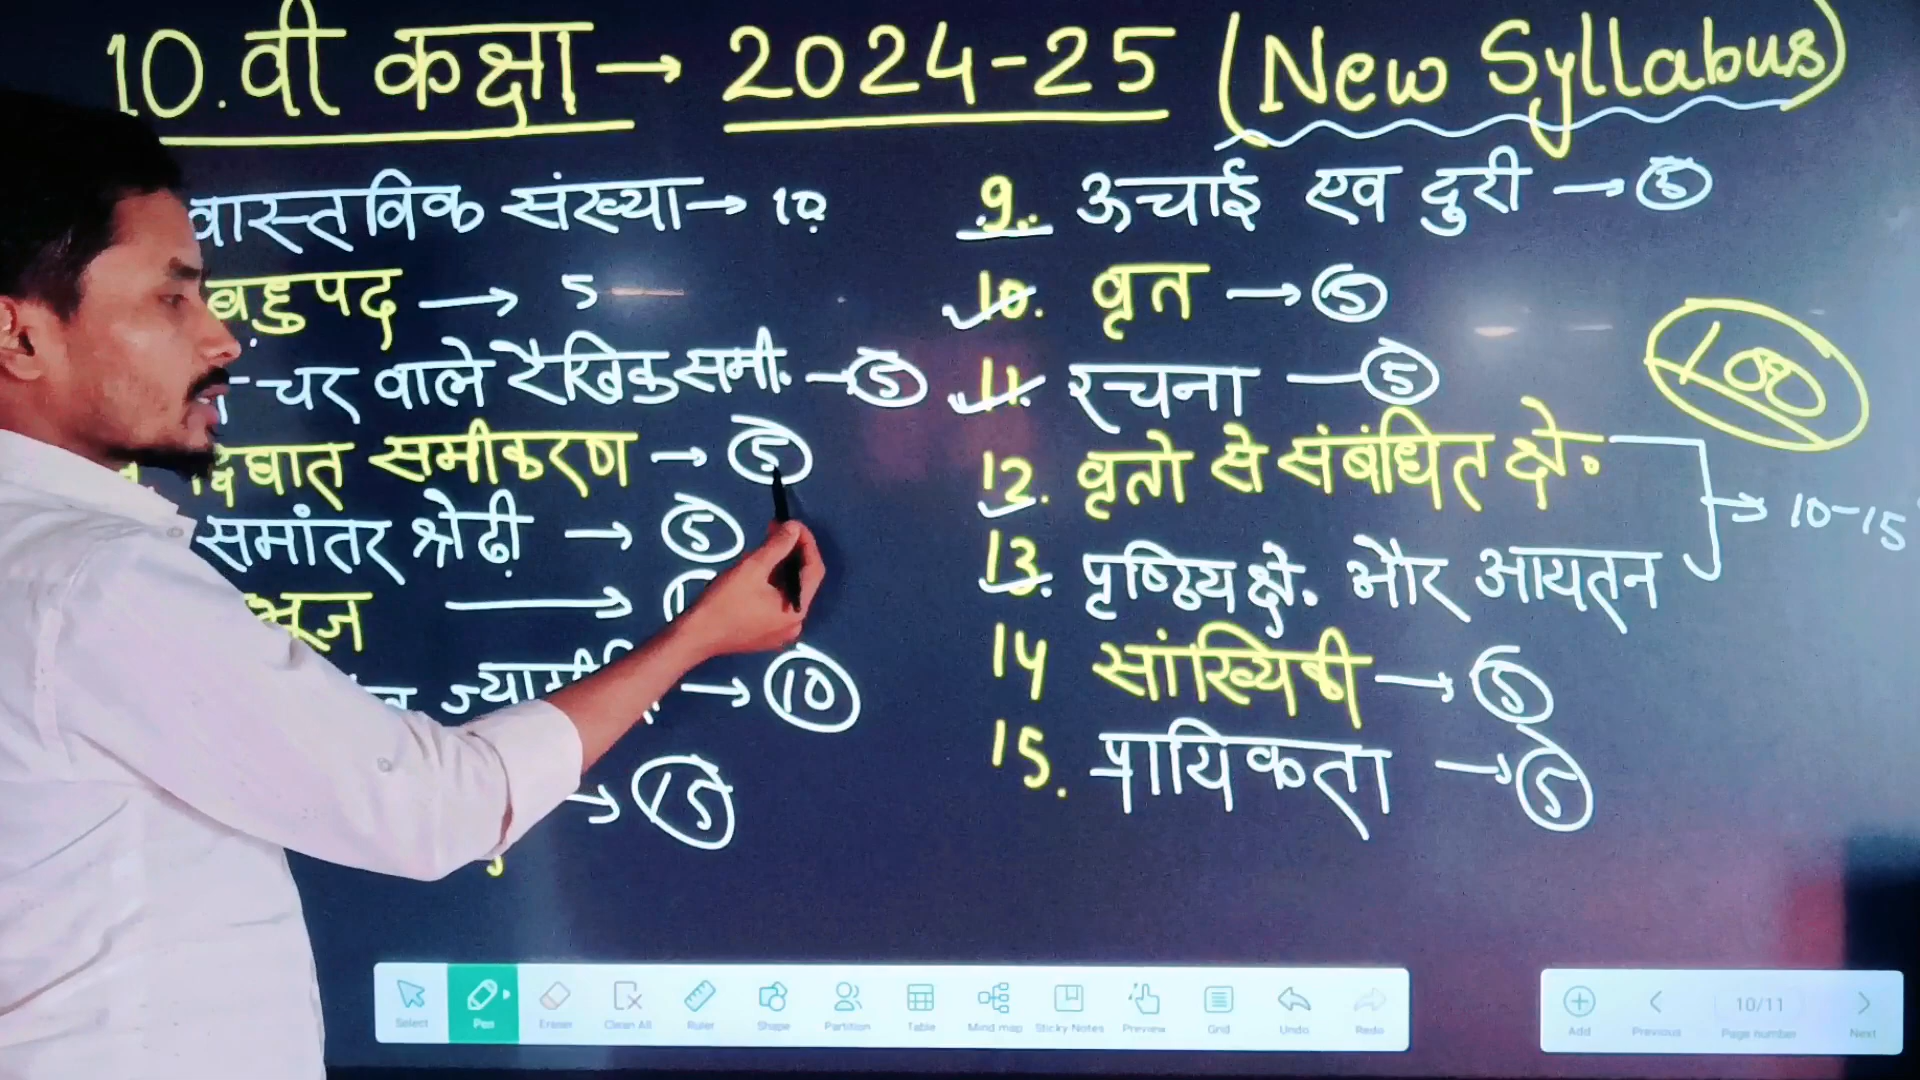 10. वी कक्षा → 2024-25 (New Syllabus)
वास्तविक संख्या → 10
बहुपद → 5
चर वाले रैखिक समी. → 5
द्विघात समीकरण → 5
समांतर श्रेढ़ी → 5
भूज →
→ 10
→ 15
9. ऊचाई एव दुरी → 5
10. वृत → 5
11. रचना — 5
12. वृतो से संबंधित क्षे.
13. पृष्ठिय क्षे. और आयतन
→ 10-15
14 सांख्यिकी → 5
15. प्रायिकता → 5
100
Select Pen Eraser Clean All Ruler Shape Partition Table Mind map Sticky Notes Preview Grid Undo Redo
Add Previous 10/11 Page number Next